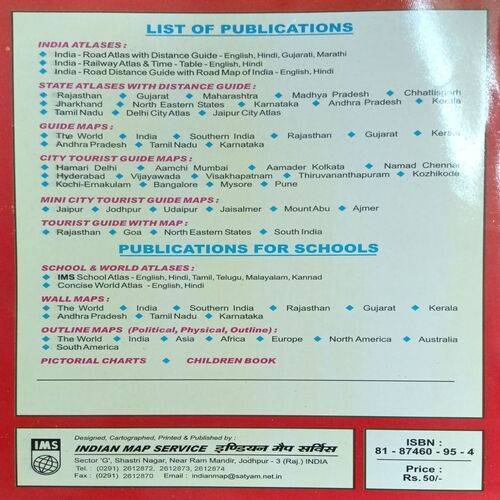 LIST OF PUBLICATIONS
INDIA ATLASES :
India - Road Atlas with Distance Guide - English, Hindi, Gujarati, Marathi
India - Railway Atlas & Time - Table - English, Hindi
India - Road Distance Guide with Road Map of India - English, Hindi
STATE ATLASES WITH DISTANCE GUIDE :
Rajasthan Gujarat Maharashtra Madhya Pradesh Chhattisgarh
Jharkhand North Eastern States Karnataka Andhra Pradesh Kerala
Tamil Nadu Delhi City Atlas Jaipur City Atlas
GUIDE MAPS :
The World India Southern India Rajasthan Gujarat Kerala
Andhra Pradesh Tamil Nadu Karnataka
CITY TOURIST GUIDE MAPS :
Hamari Delhi Aamchi Mumbai Aamader Kolkata Namad Chennai
Hyderabad Vijayawada Visakhapatnam Thiruvananthapuram Kozhikode
Kochi-Ernakulam Bangalore Mysore Pune
MINI CITY TOURIST GUIDE MAPS :
Jaipur Jodhpur Udaipur Jaisalmer Mount Abu Ajmer
TOURIST GUIDE WITH MAP :
Rajasthan Goa North Eastern States South India
PUBLICATIONS FOR SCHOOLS
SCHOOL & WORLD ATLASES :
IMS School Atlas - English, Hindi, Tamil, Telugu, Malayalam, Kannad
Concise World Atlas - English, Hindi
WALL MAPS :
The World India Southern India Rajasthan Gujarat Kerala
Andhra Pradesh Tamil Nadu Karnataka
OUTLINE MAPS (Political, Physical, Outline) :
The World India Asia Africa Europe North America Australia
South America
PICTORIAL CHARTS CHILDREN BOOK
IMS
Designed, Cartographed, Printed & Published by :
INDIAN MAP SERVICE इण्डियन मैप सर्विस
Sector 'G', Shastri Nagar, Near Ram Mandir, Jodhpur - 3 (Raj.) INDIA
Tel. : (0291) 2612872, 2612873, 2612874
Fax : (0291) 2612870 Email : indianmap@satyam.net.in
ISBN :
81 - 87460 - 95 - 4
Price :
Rs. 50/-